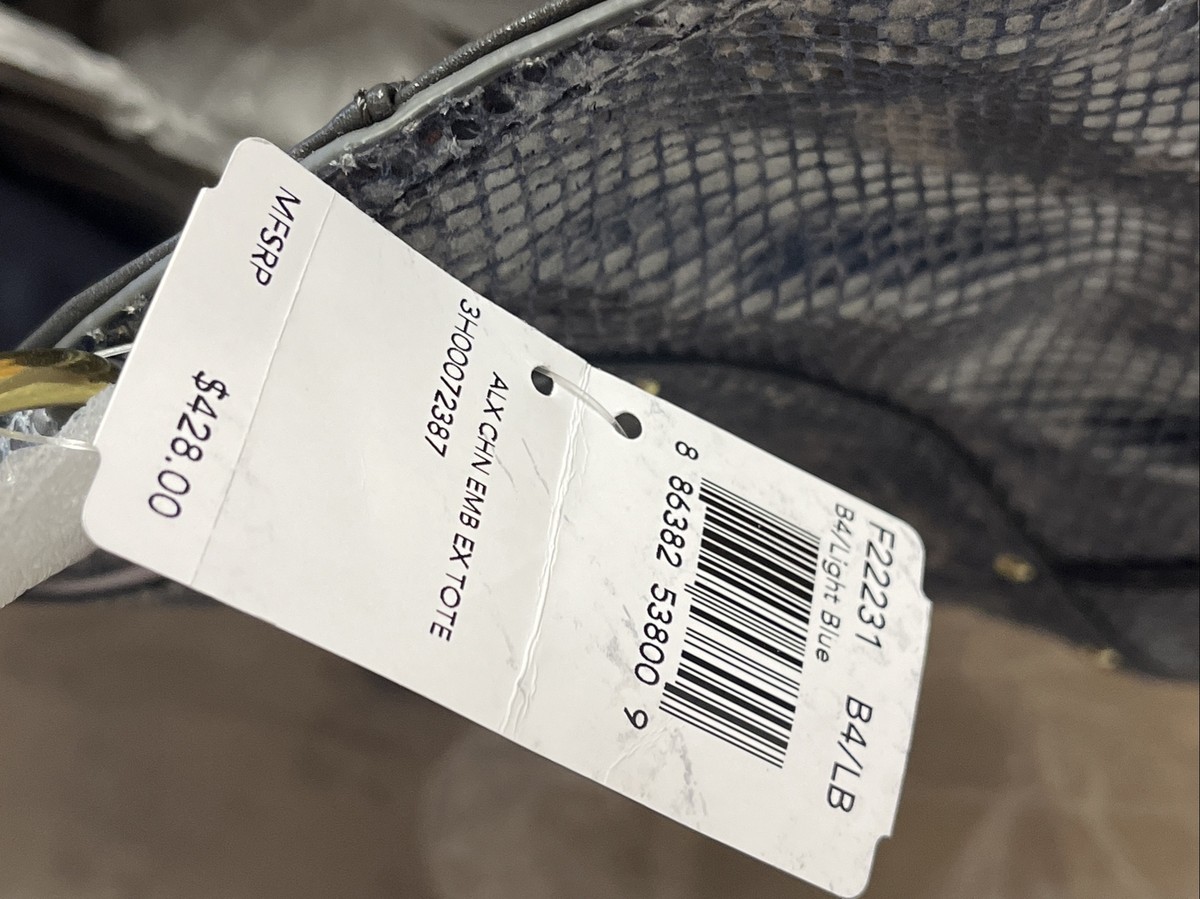 F22231 B4/LB
B4/Light Blue
8 86382 53800 9
ALX CHN EMB EX TOTE
3H00072387
MFSRP
$428.00